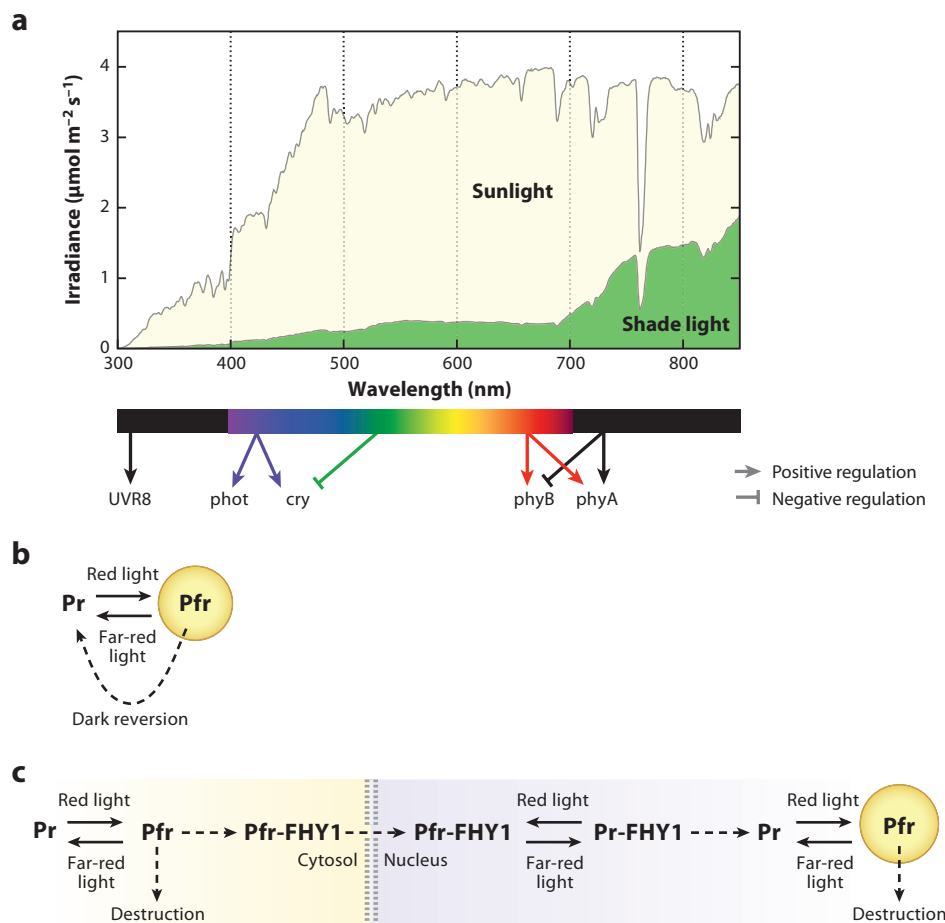 a
Irradiance (µmol m⁻² s⁻¹)
4
3
2
1
0
Sunlight
Shade light
300 400 500 600 700 800
Wavelength (nm)
UVR8 phot cry phyB phyA
Positive regulation
Negative regulation
b
Red light
Pr Pfr
Far-red
light
Dark reversion
c
Red light Red light Red light
Pr Pfr Pfr-FHY1 Pfr-FHY1 Pr-FHY1 Pr Pfr
Cytosol Nucleus
Far-red Far-red Far-red
light light light
Destruction Destruction